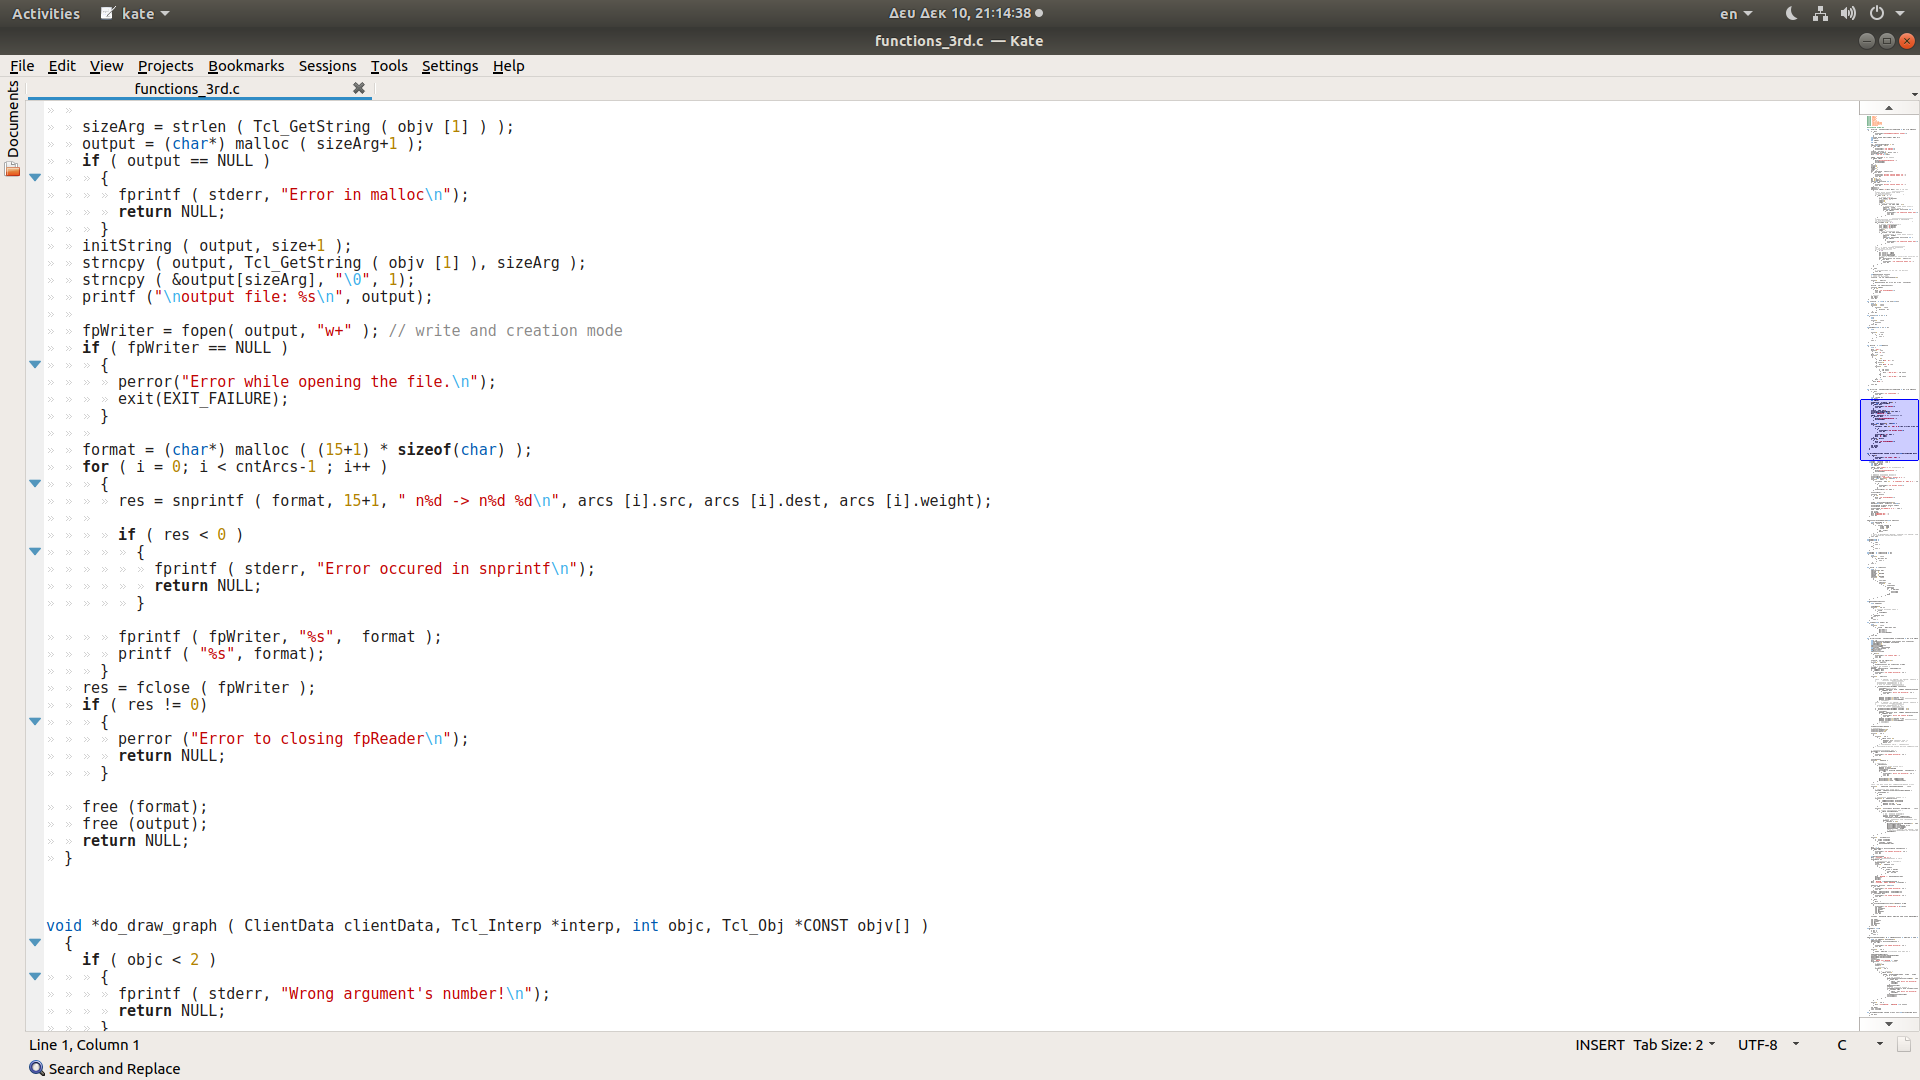 Activities kate Δευ Δεκ 10, 21:14:38 en
functions_3rd.c — Kate
File Edit View Projects Bookmarks Sessions Tools Settings Help
Documents
functions_3rd.c
sizeArg = strlen ( Tcl_GetString ( objv [1] ) );
output = (char*) malloc ( sizeArg+1 );
if ( output == NULL )
{
fprintf ( stderr, "Error in malloc\n");
return NULL;
}
initString ( output, size+1 );
strncpy ( output, Tcl_GetString ( objv [1] ), sizeArg );
strncpy ( &output[sizeArg], "\0", 1);
printf ("\noutput file: %s\n", output);
fpWriter = fopen( output, "w+" ); // write and creation mode
if ( fpWriter == NULL )
{
perror("Error while opening the file.\n");
exit(EXIT_FAILURE);
}
format = (char*) malloc ( (15+1) * sizeof(char) );
for ( i = 0; i < cntArcs-1 ; i++ )
{
res = snprintf ( format, 15+1, " n%d -> n%d %d\n", arcs [i].src, arcs [i].dest, arcs [i].weight);
if ( res < 0 )
{
fprintf ( stderr, "Error occured in snprintf\n");
return NULL;
}
fprintf ( fpWriter, "%s",  format );
printf ( "%s", format);
}
res = fclose ( fpWriter );
if ( res != 0)
{
perror ("Error to closing fpReader\n");
return NULL;
}
free (format);
free (output);
return NULL;
}
void *do_draw_graph ( ClientData clientData, Tcl_Interp *interp, int objc, Tcl_Obj *CONST objv[] )
{
if ( objc < 2 )
{
fprintf ( stderr, "Wrong argument's number!\n");
return NULL;
}
Line 1, Column 1 INSERT Tab Size: 2 UTF-8 C
Search and Replace